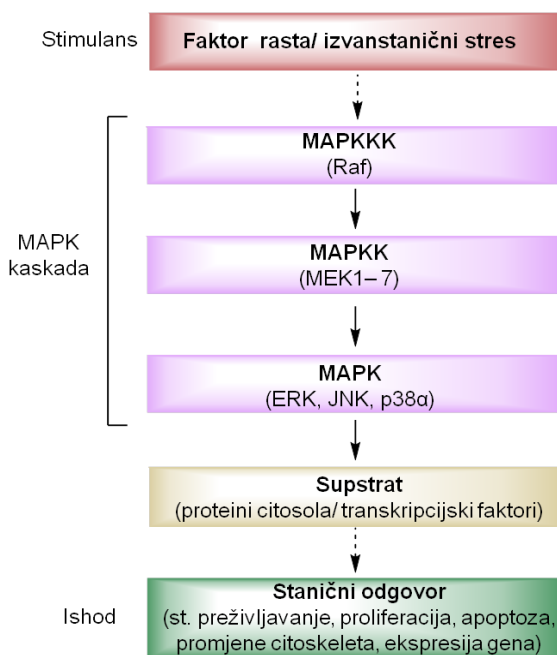 Stimulans
Faktor rasta/ izvanstanični stres
MAPKKK
(Raf)
MAPK
kaskada
MAPKK
(MEK1– 7)
MAPK
(ERK, JNK, p38α)
Supstrat
(proteini citosola/ transkripcijski faktori)
Ishod
Stanični odgovor
(st. preživljavanje, proliferacija, apoptoza,
promjene citoskeleta, ekspresija gena)